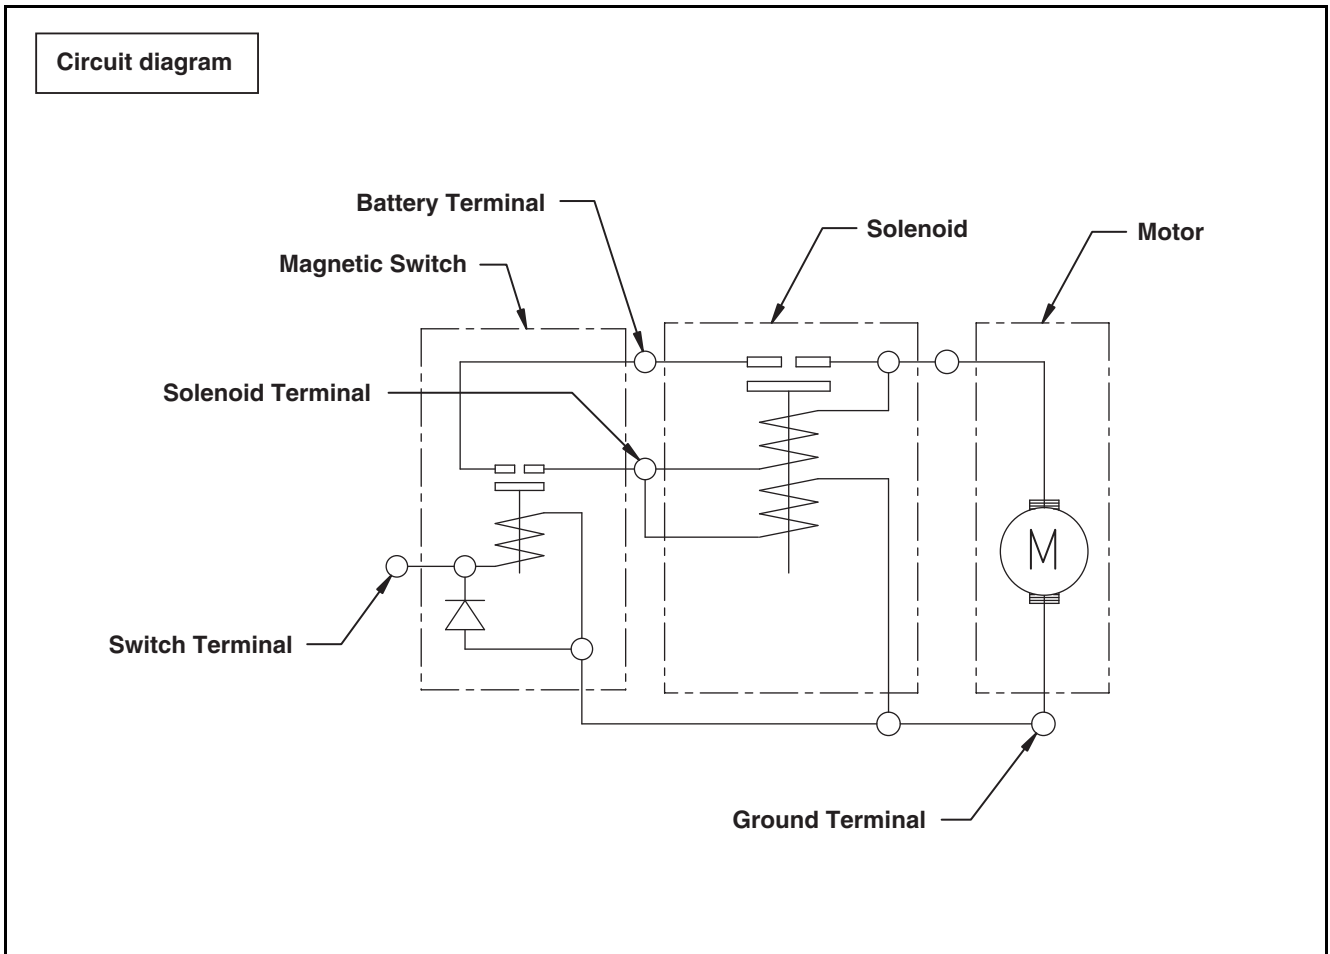 Circuit diagram
Battery Terminal
Solenoid
Motor
Magnetic Switch
Solenoid Terminal
M
Switch Terminal
Ground Terminal